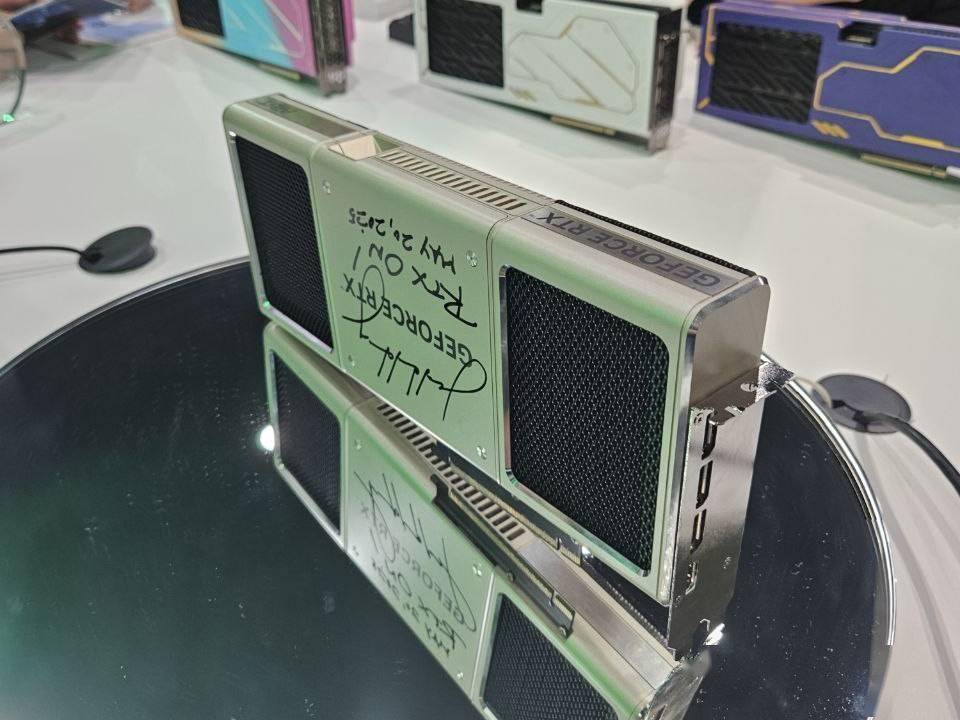 GEFORCE RTX
MAY 20, 2025
RTX ON!
GEFORCE RTX